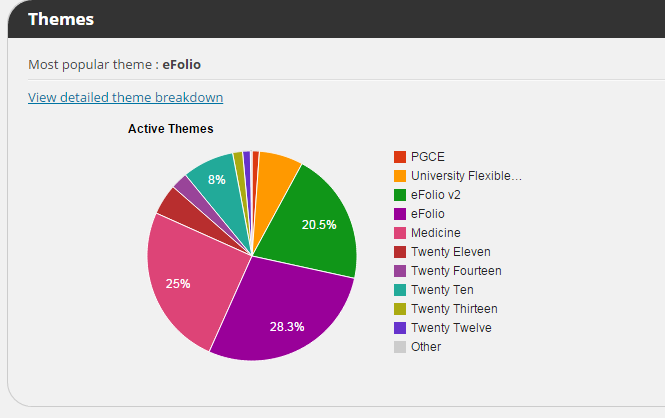 Themes
Most popular theme : eFolio
View detailed theme breakdown
Active Themes
8%
20.5%
25%
28.3%
PGCE
University Flexible...
eFolio v2
eFolio
Medicine
Twenty Eleven
Twenty Fourteen
Twenty Ten
Twenty Thirteen
Twenty Twelve
Other